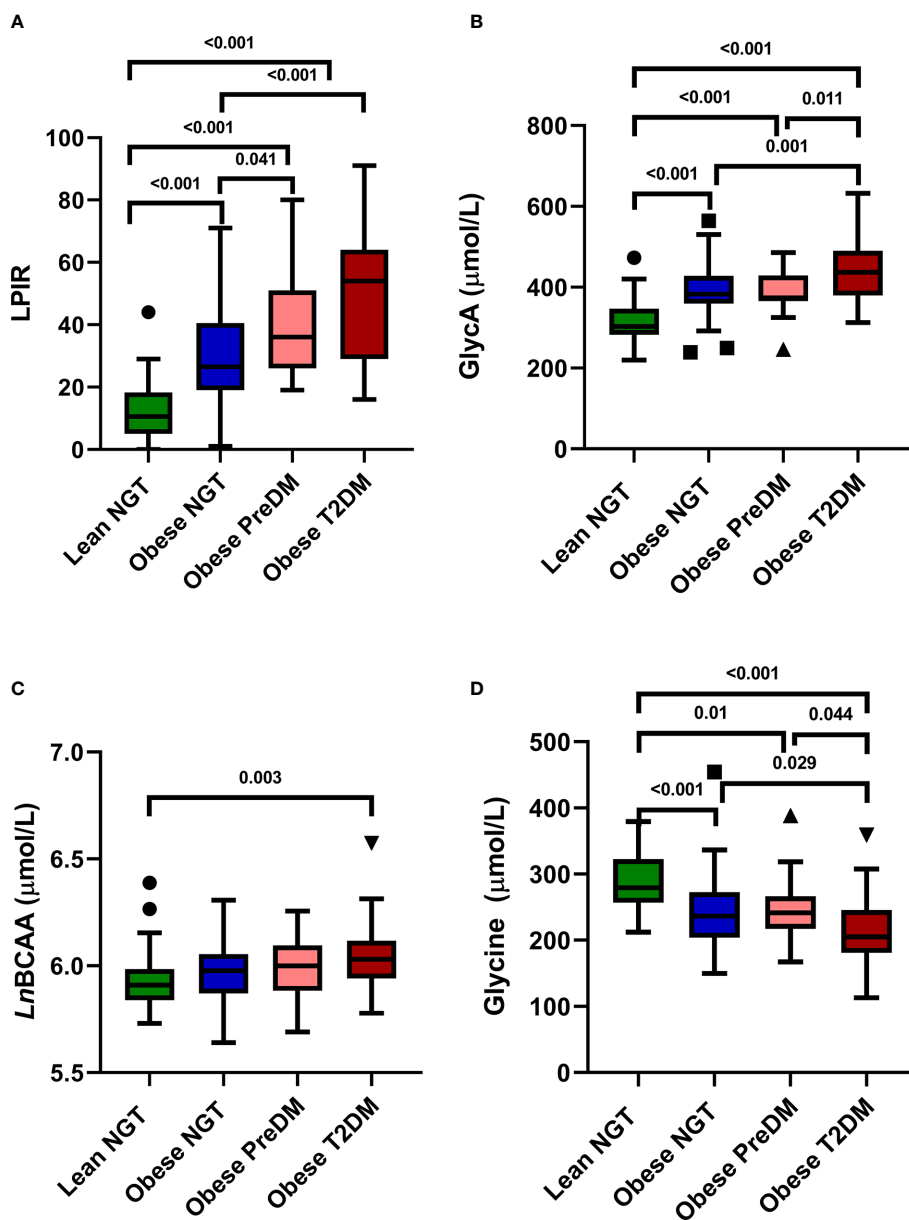 A
<0.001
<0.001
<0.001
0.041
<0.001
LPIR
100
80
60
40
20
0
Lean NGT
Obese NGT
Obese PreDM
Obese T2DM
B
<0.001
<0.001
0.011
0.001
<0.001
GlycA (μmol/L)
800
600
400
200
0
Lean NGT
Obese NGT
Obese PreDM
Obese T2DM
C
0.003
LnBCAA (μmol/L)
7.0
6.5
6.0
5.5
Lean NGT
Obese NGT
Obese PreDM
Obese T2DM
D
<0.001
0.01
0.044
0.029
<0.001
Glycine (μmol/L)
500
400
300
200
100
0
Lean NGT
Obese NGT
Obese PreDM
Obese T2DM